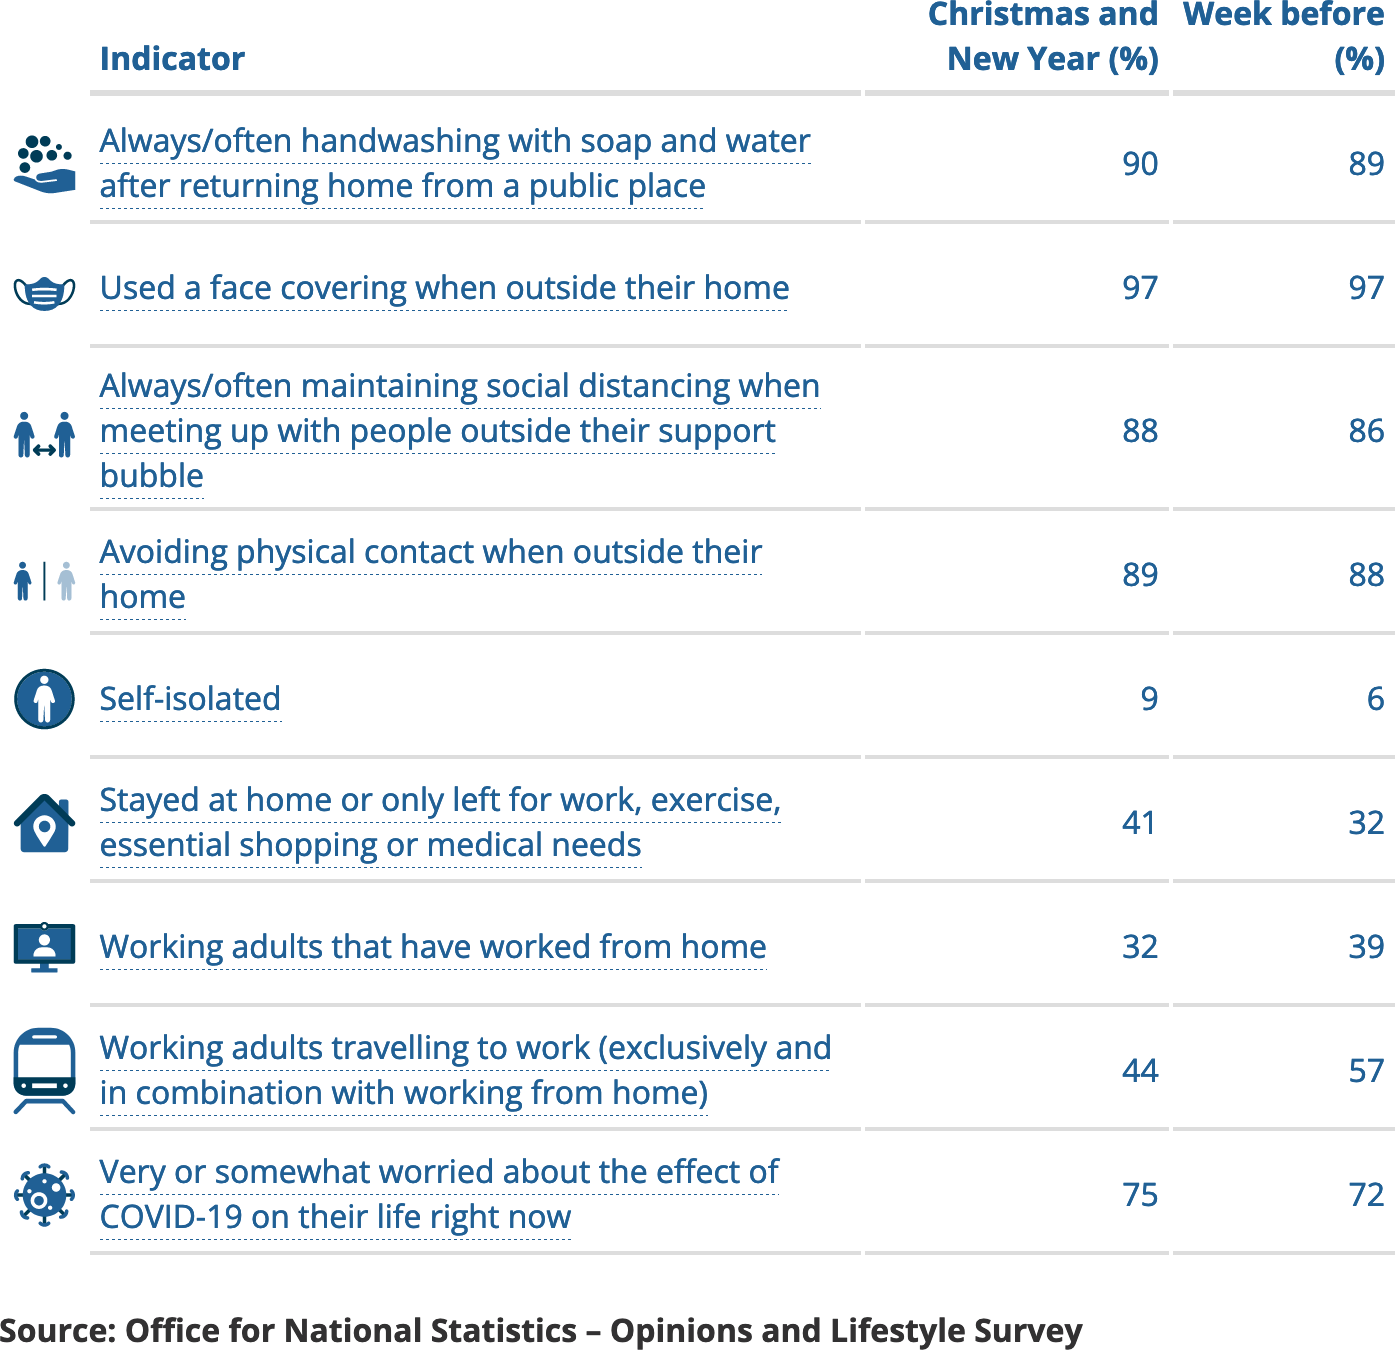 Indicator
Christmas and
New Year (%)
Week before
(%)
Always/often handwashing with soap and water
after returning home from a public place
90
89
Used a face covering when outside their home
97
97
Always/often maintaining social distancing when
meeting up with people outside their support
bubble
88
86
Avoiding physical contact when outside their
home
89
88
Self-isolated
9
6
Stayed at home or only left for work, exercise,
essential shopping or medical needs
41
32
Working adults that have worked from home
32
39
Working adults travelling to work (exclusively and
in combination with working from home)
44
57
Very or somewhat worried about the effect of
COVID-19 on their life right now
75
72
Source: Office for National Statistics – Opinions and Lifestyle Survey